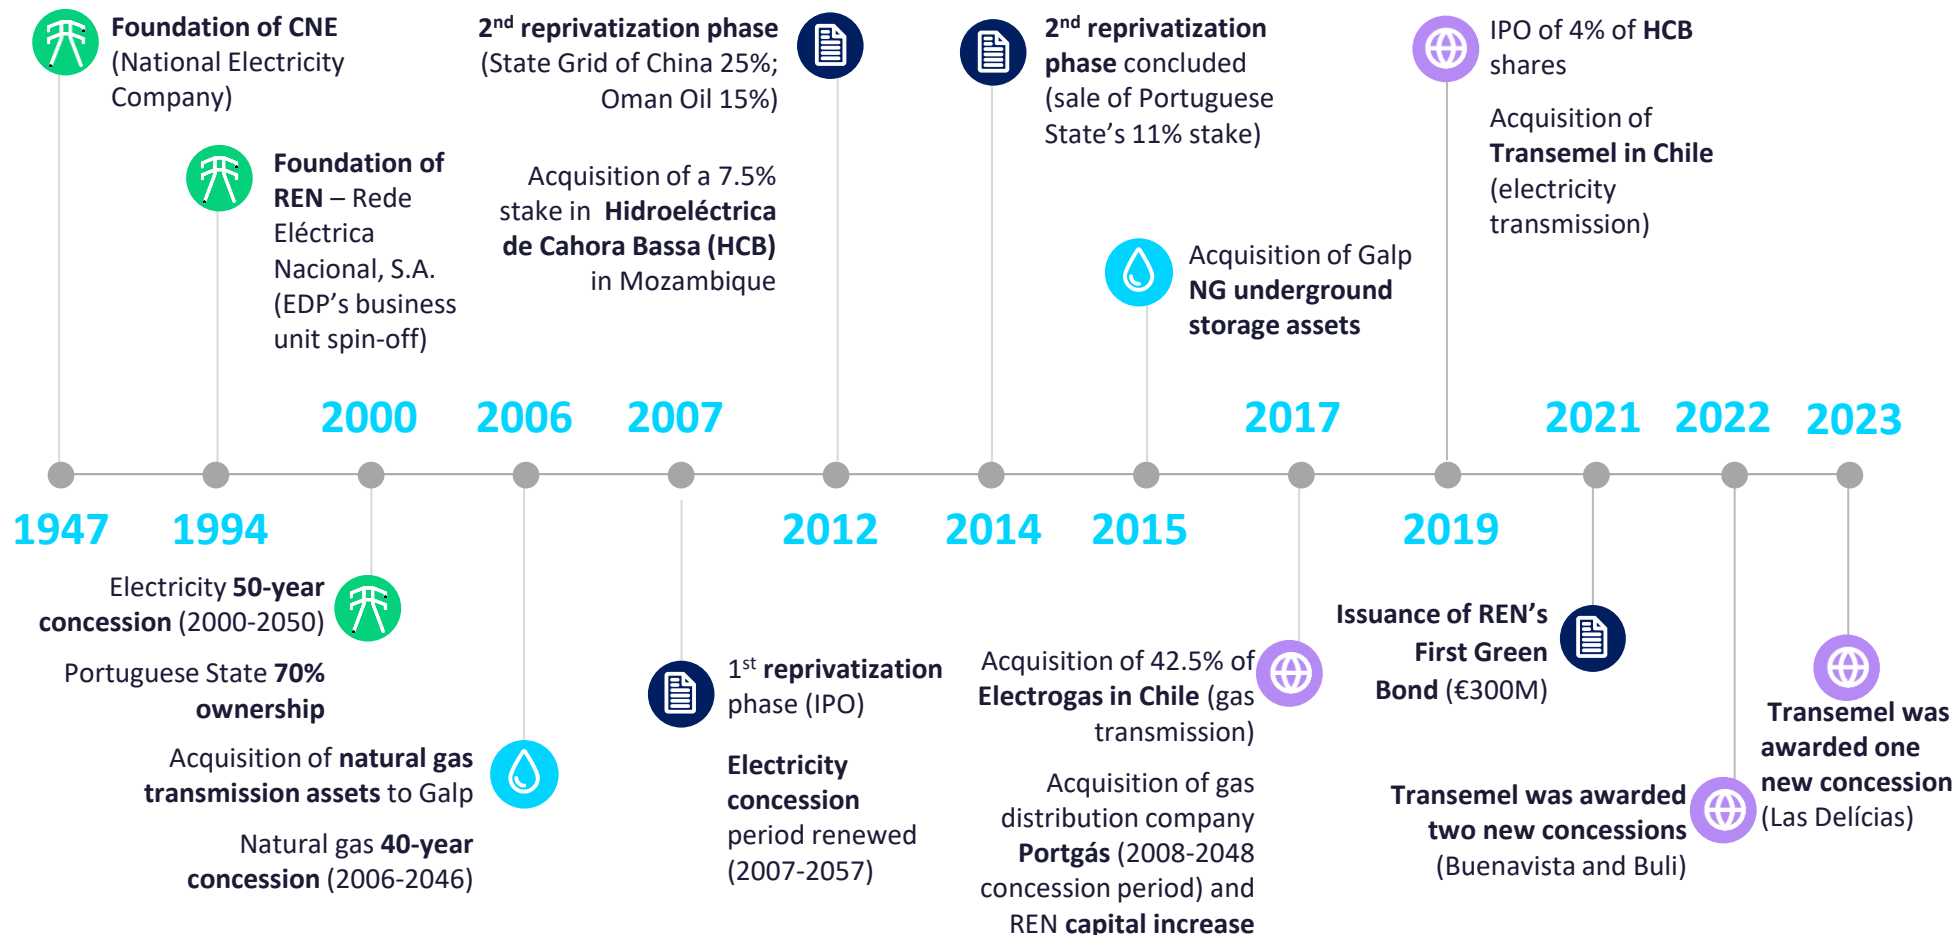 Foundation of CNE
(National Electricity
Company)
Foundation of
REN – Rede
Eléctrica
Nacional, S.A.
(EDP's business
unit spin-off)
2nd reprivatization phase
(State Grid of China 25%;
Oman Oil 15%)
Acquisition of a 7.5%
stake in Hidroeléctrica
de Cahora Bassa (HCB)
in Mozambique
2nd reprivatization
phase concluded
(sale of Portuguese
State's 11% stake)
Acquisition of Galp
NG underground
storage assets
IPO of 4% of HCB
shares
Acquisition of
Transemel in Chile
(electricity
transmission)
2000 2006 2007 2017 2021 2022 2023
1947 1994 2012 2014 2015 2019
Electricity 50-year
concession (2000-2050)
Portuguese State 70%
ownership
Acquisition of natural gas
transmission assets to Galp
Natural gas 40-year
concession (2006-2046)
1st reprivatization
phase (IPO)
Electricity
concession
period renewed
(2007-2057)
Acquisition of 42.5% of
Electrogas in Chile (gas
transmission)
Acquisition of gas
distribution company
Portgás (2008-2048
concession period) and
REN capital increase
Issuance of REN's
First Green
Bond (€300M)
Transemel was awarded
two new concessions
(Buenavista and Buli)
Transemel was
awarded one
new concession
(Las Delícias)